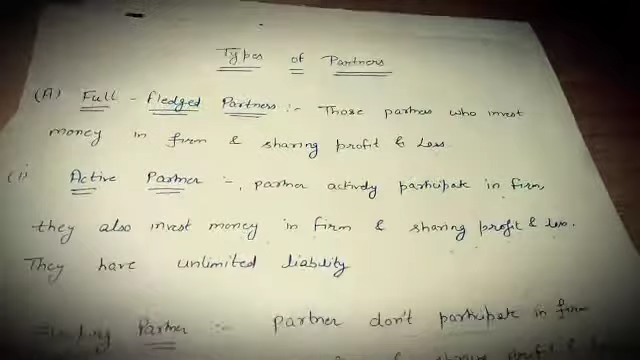 Types of Partners
(A) Full - fledged Partners :- Those partners who invest
money in firm & sharing profit & Loss
(i) Active Partner :-, partner actively participate in firm,
they also invest money in firm & sharing profit & loss.
They have unlimited liability
Partner :- partner don't participate in firm
& sharing profit &